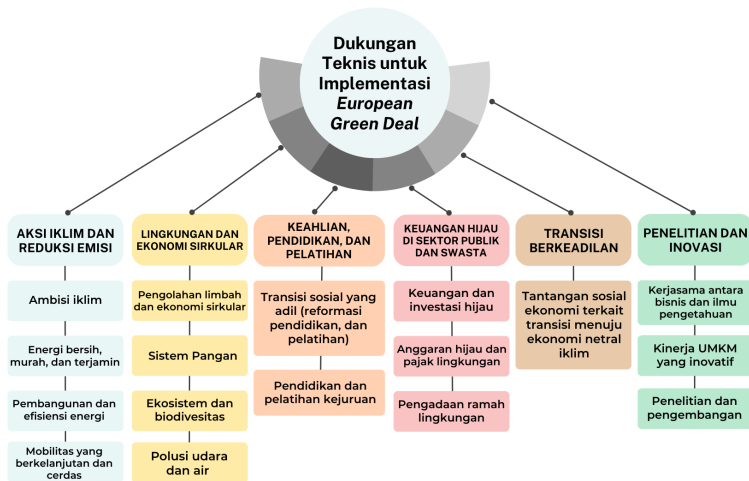 Dukungan
Teknis untuk
Implementasi
European
Green Deal
AKSI IKLIM DAN
REDUKSI EMISI
Ambisi iklim
Energi bersih,
murah, dan terjamin
Pembangunan dan
efisiensi energi
Mobilitas yang
berkelanjutan dan
cerdas
LINGKUNGAN DAN
EKONOMI SIRKULAR
Pengolahan limbah
dan ekonomi sirkular
Sistem Pangan
Ekosistem dan
biodivesitas
Polusi udara
dan air
KEAHLIAN,
PENDIDIKAN, DAN
PELATIHAN
Transisi sosial yang
adil (reformasi
pendidikan, dan
pelatihan)
Pendidikan dan
pelatihan kejuruan
KEUANGAN HIJAU
DI SEKTOR PUBLIK
DAN SWASTA
Keuangan dan
investasi hijau
Anggaran hijau dan
pajak lingkungan
Pengadaan ramah
lingkungan
TRANSISI
BERKEADILAN
Tantangan sosial
ekonomi terkait
transisi menuju
ekonomi netral
iklim
PENELITIAN DAN
INOVASI
Kerjasama antara
bisnis dan ilmu
pengetahuan
Kinerja UMKM
yang inovatif
Penelitian dan
pengembangan